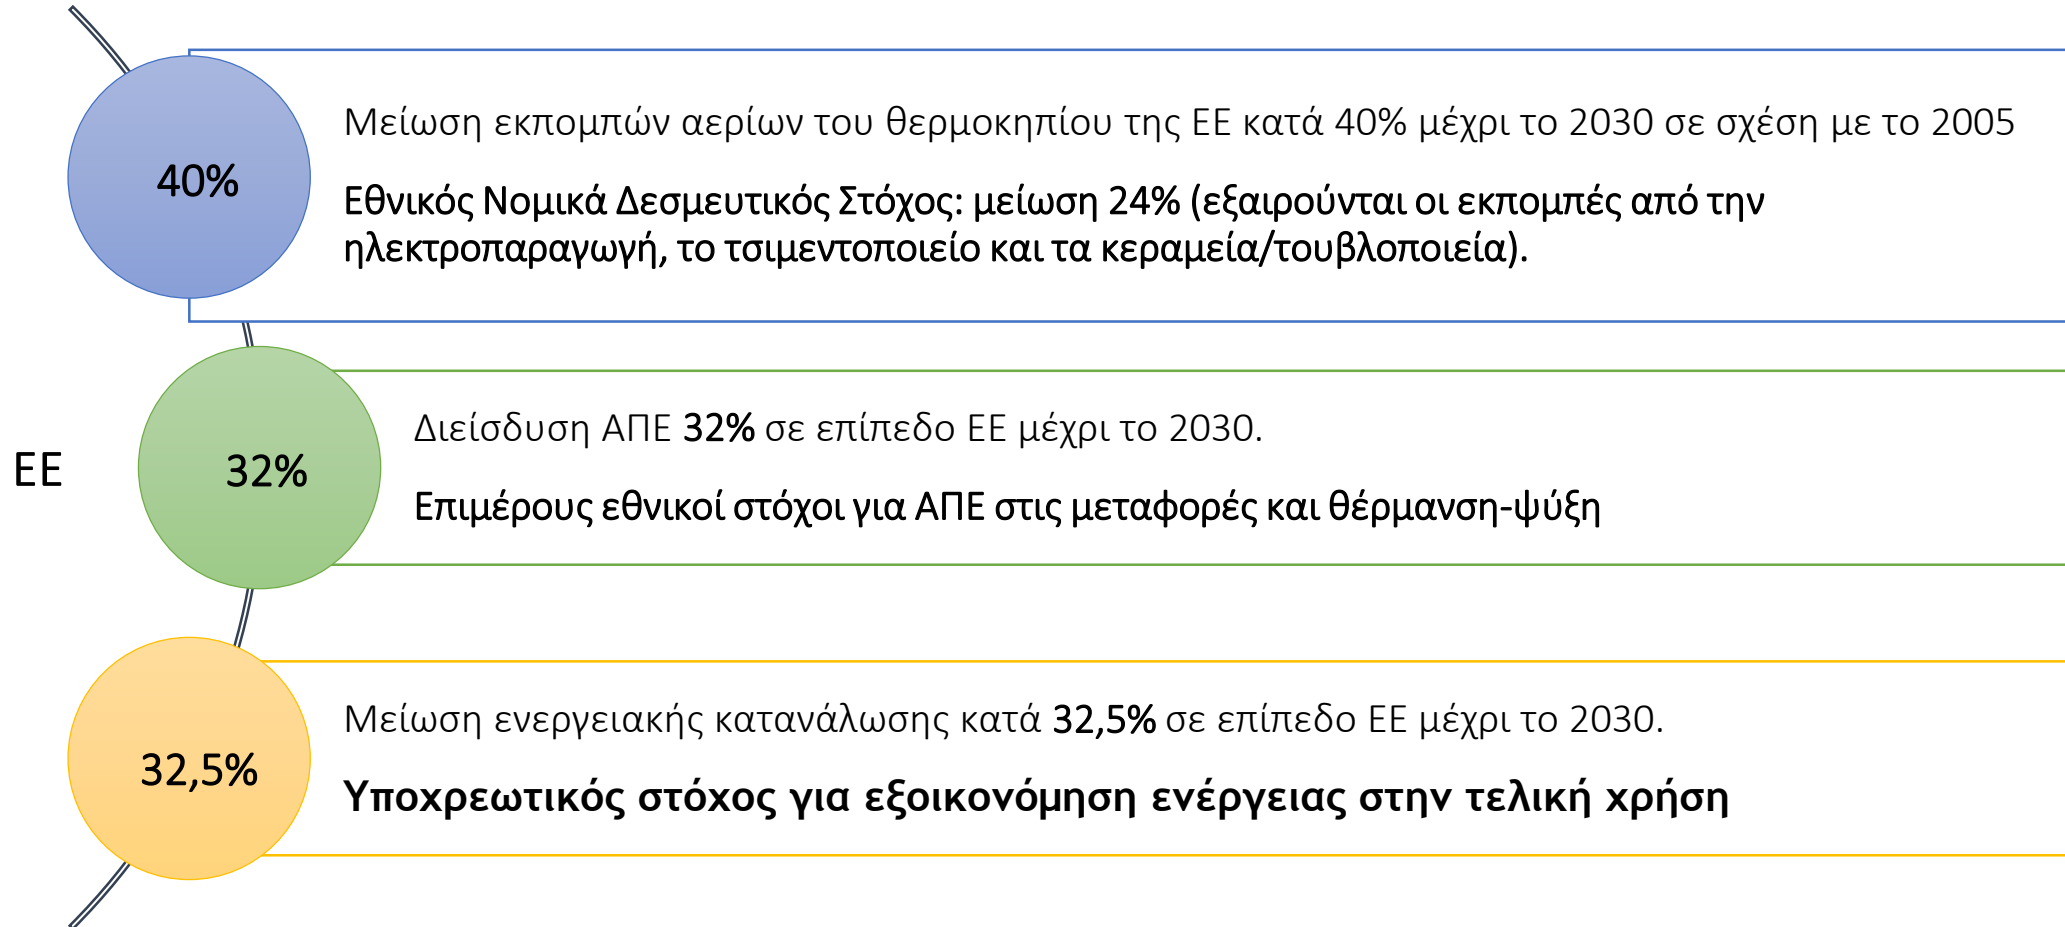 40%
Μείωση εκπομπών αερίων του θερμοκηπίου της ΕΕ κατά 40% μέχρι το 2030 σε σχέση με το 2005
Εθνικός Νομικά Δεσμευτικός Στόχος: μείωση 24% (εξαιρούνται οι εκπομπές από την
ηλεκτροπαραγωγή, το τσιμεντοποιείο και τα κεραμεία/τουβλοποιεία).
ΕΕ
32%
Διείσδυση ΑΠΕ 32% σε επίπεδο ΕΕ μέχρι το 2030.
Επιμέρους εθνικοί στόχοι για ΑΠΕ στις μεταφορές και θέρμανση-ψύξη
32,5%
Μείωση ενεργειακής κατανάλωσης κατά 32,5% σε επίπεδο ΕΕ μέχρι το 2030.
Υποχρεωτικός στόχος για εξοικονόμηση ενέργειας στην τελική χρήση